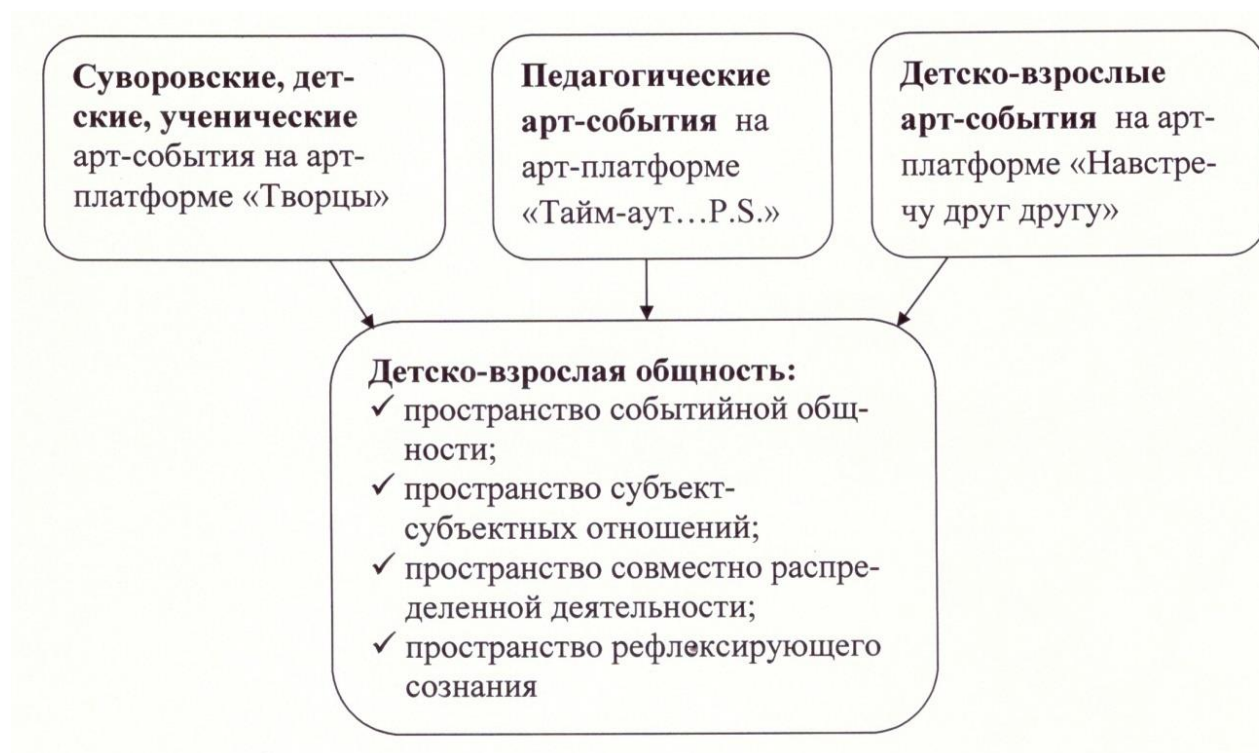 Суворовские, дет-
ские, ученические
арт-события на арт-
платформе «Творцы»
Педагогические
арт-события на
арт-платформе
«Тайм-аут…P.S.»
Детско-взрослые
арт-события на арт-
платформе «Навстре-
чу друг другу»
Детско-взрослая общность:
✓ пространство событийной общ-
ности;
✓ пространство субъект-
субъектных отношений;
✓ пространство совместно распре-
деленной деятельности;
✓ пространство рефлексирующего
сознания